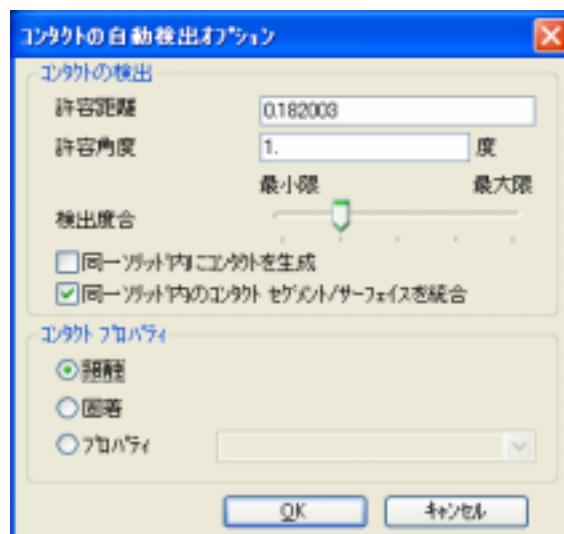 コンタクトの自動検出オプション
コンタクトの検出
許容距離 0.182003
許容角度 1. 度
最小限 最大限
検出度合
同一ソリッド内にコンタクトを生成
同一ソリッド内のコンタクト セグメント/サーフェイスを統合
コンタクト プロパティ
接触
固着
プロパティ
OK キャンセル